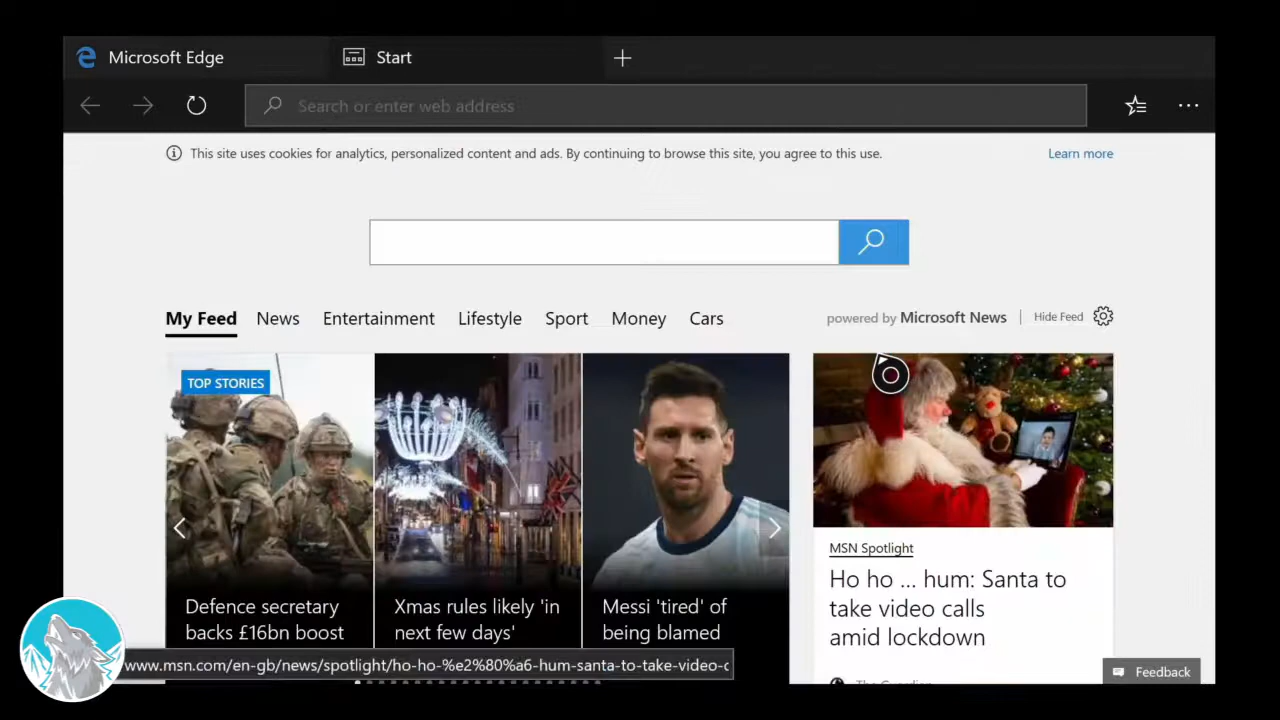 Microsoft Edge
Start
Search or enter web address
This site uses cookies for analytics, personalized content and ads. By continuing to browse this site, you agree to this use.
Learn more
My Feed
News
Entertainment
Lifestyle
Sport
Money
Cars
powered by Microsoft News
Hide Feed
TOP STORIES
Defence secretary
backs £16bn boost
Xmas rules likely 'in
next few days'
Messi 'tired' of
being blamed
MSN Spotlight
Ho ho ... hum: Santa to
take video calls
amid lockdown
The Guardian
www.msn.com/en-gb/news/spotlight/ho-ho-%e2%80%a6-hum-santa-to-take-video-c
Feedback